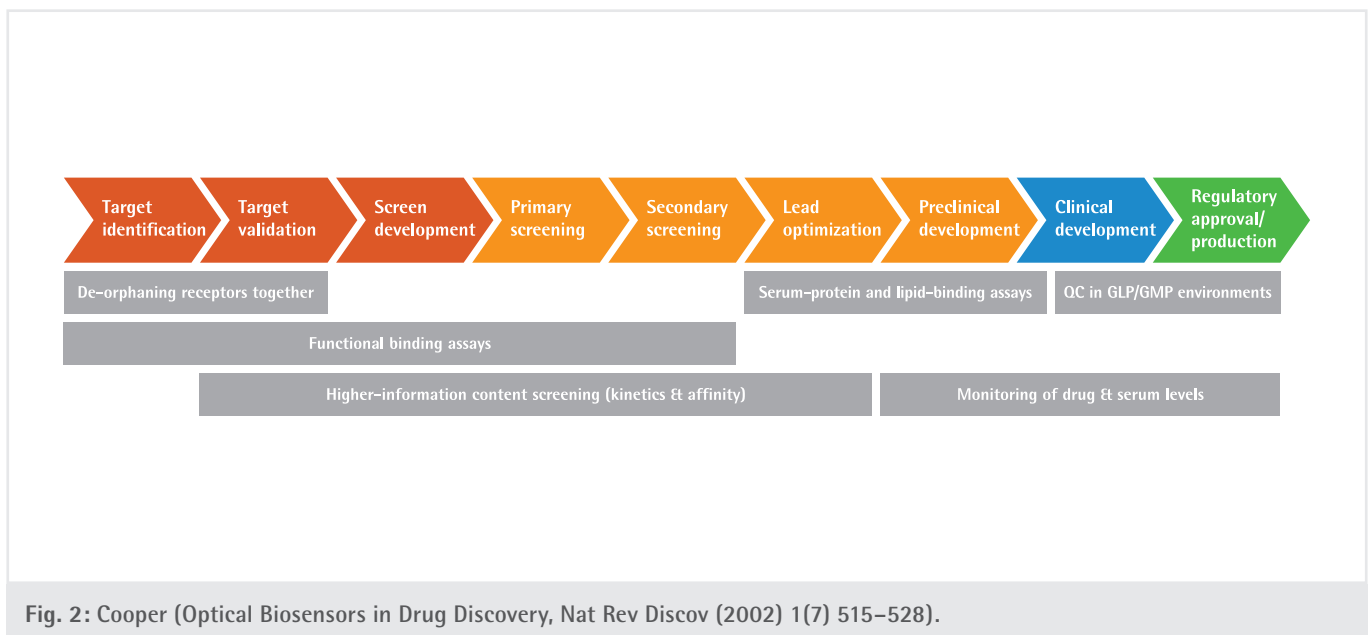 Target
identification
Target
validation
Screen
development
Primary
screening
Secondary
screening
Lead
optimization
Preclinical
development
Clinical
development
Regulatory
approval/
production
De-orphaning receptors together
Serum-protein and lipid-binding assays
QC in GLP/GMP environments
Functional binding assays
Higher-information content screening (kinetics & affinity)
Monitoring of drug & serum levels
Fig. 2: Cooper (Optical Biosensors in Drug Discovery, Nat Rev Discov (2002) 1(7) 515–528).